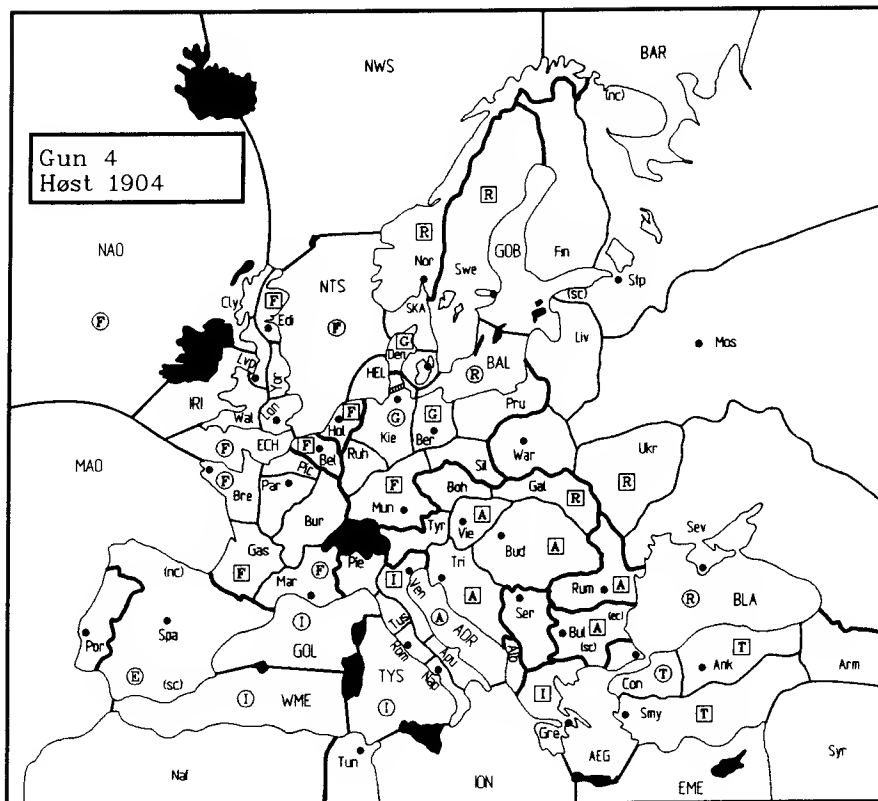 NWS
BAR
(nc)
Gun 4
Høst 1904
R
R
NAO
GOB
Fin
Nor
Swe
Stp
NTS
(sc)
Cly
F
SKA
F
Edi
F
G
Liv
Mos
Den
BAL
HEL
R
Lvp
Yor
IRI
Pru
Wal
Lon
Hol
F
G
G
Kie
Ber
War
Ukr
MAO
F
ECH
F
Bel
Ruh
Sil
Pic
F
Bre
Par
F
Boh
Gal
R
R
Mun
Bur
Tyr
A
Vie
Bud
A
Sev
Gas
(nc)
F
Mar
F
Pie
I
Ven
Tri
Rum
A
R
BLA
A
Ser
I
Tus
A
ADR
Bul
A
(ec)
(sc)
Por
Spa
GOL
Rom
Apu
Alb
T
Ank
Arm
E
(sc)
TYS
Nap
Con
T
I
WME
I
I
Smy
T
Gre
Tun
AEG
Syr
Naf
ION
EME